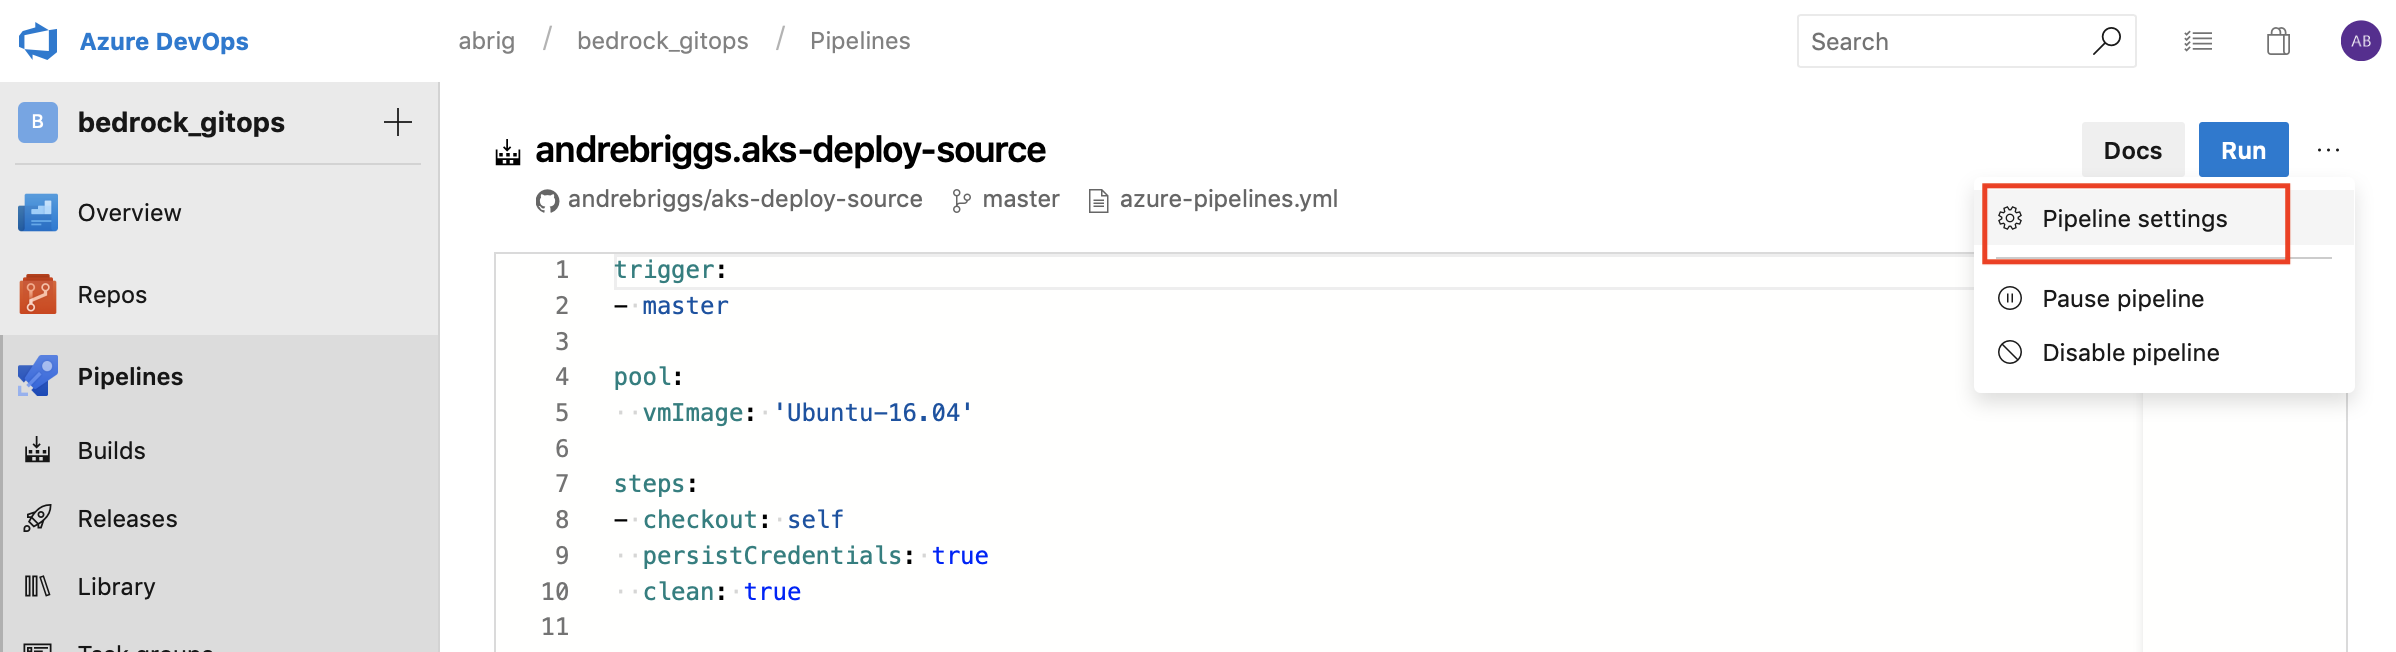 Azure DevOps
abrig / bedrock_gitops / Pipelines
Search
AB
B
bedrock_gitops
Overview
Repos
Pipelines
Builds
Releases
Library
Task groups
andrebriggs.aks-deploy-source
andrebriggs/aks-deploy-source master azure-pipelines.yml
Docs
Run
...
Pipeline settings
Pause pipeline
Disable pipeline
1 trigger:
2 - master
3
4 pool:
5   vmImage: 'Ubuntu-16.04'
6
7 steps:
8 - checkout: self
9   persistCredentials: true
10   clean: true
11